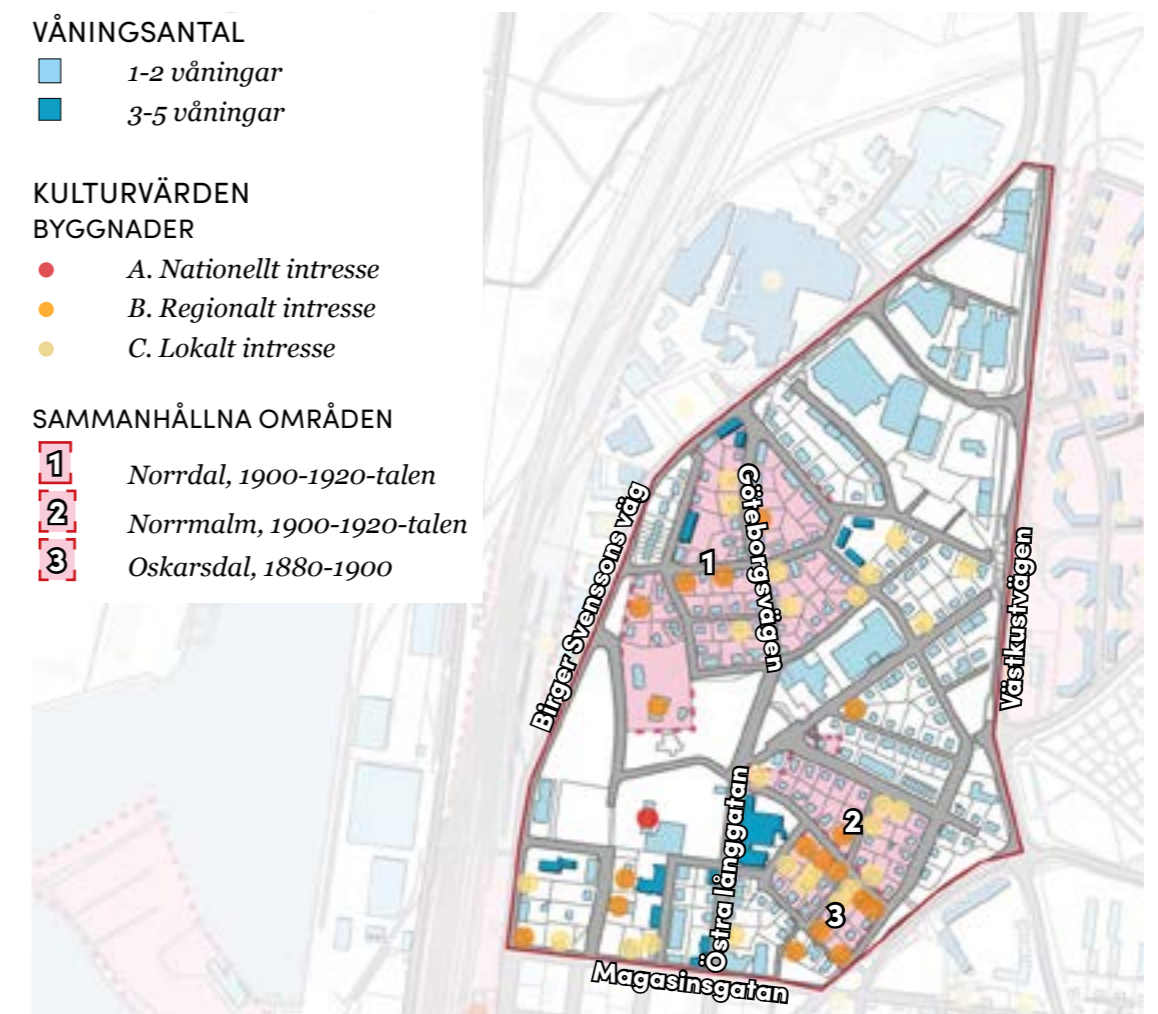 VÅNINGSANTAL
1-2 våningar
3-5 våningar
KULTURVÄRDEN
BYGGNADER
A. Nationellt intresse
B. Regionalt intresse
C. Lokalt intresse
SAMMANHÅLLNA OMRÅDEN
1 Norrdal, 1900-1920-talen
2 Norrmalm, 1900-1920-talen
3 Oskarsdal, 1880-1900
Birger Svenssons väg
Göteborgsvägen
1
Västkustvägen
Östra långgatan
2
3
Magasinsgatan